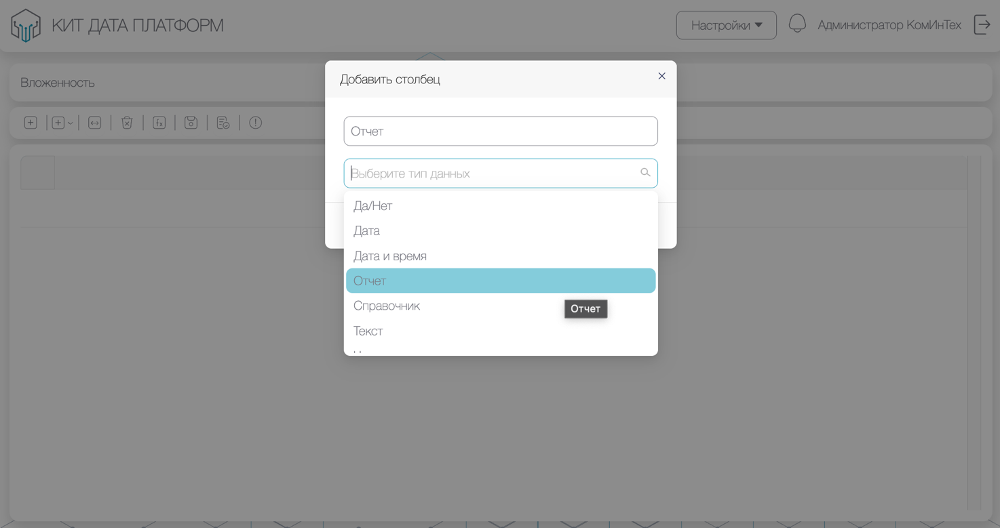 КИТ ДАТА ПЛАТФОРМ
Настройки
Администратор КомИнТех
Вложенность
Добавить столбец
Отчет
Выберите тип данных
Да/Нет
Дата
Дата и время
Отчет
Справочник
Отчет
Текст